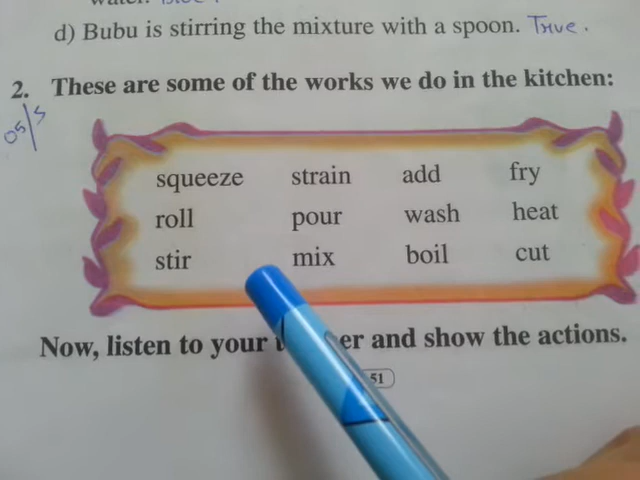 d) Bubu is stirring the mixture with a spoon. True.
2. These are some of the works we do in the kitchen:
squeeze strain add fry
roll pour wash heat
stir mix boil cut
Now, listen to your er and show the actions.
51